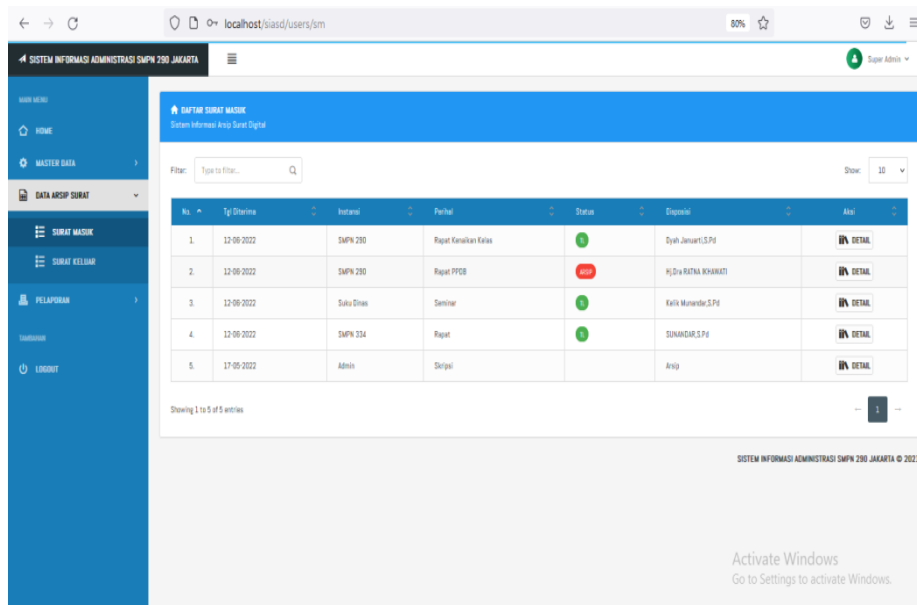 localhost/siasd/users/sm
80%
SISTEM INFORMASI ADMINISTRASI SMPN 290 JAKARTA
Super Admin
MAIN MENU
HOME
MASTER DATA
DATA ARSIP SURAT
SURAT MASUK
SURAT KELUAR
PELAPORAN
TAMBAHAN
LOGOUT
DAFTAR SURAT MASUK
Sistem Informasi Arsip Surat Digital
Filter: Type to filter... Show: 10
No. Tgl Diterima Instansi Perihal Status Disposisi Aksi
1. 12-06-2022 SMPN 290 Rapat Kenaikan Kelas TL Dyah Januarti,S.Pd DETAIL
2. 12-06-2022 SMPN 290 Rapat PPDB ARSIP Hj.Dra RATNA IKHAWATI DETAIL
3. 12-06-2022 Suku Dinas Seminar TL Kelik Munandar,S.Pd DETAIL
4. 12-06-2022 SMPN 334 Rapat TL SUNANDAR,S.Pd DETAIL
5. 17-05-2022 Admin Skripsi Arsip DETAIL
Showing 1 to 5 of 5 entries
1
SISTEM INFORMASI ADMINISTRASI SMPN 290 JAKARTA ©
Activate Windows
Go to Settings to activate Windows.